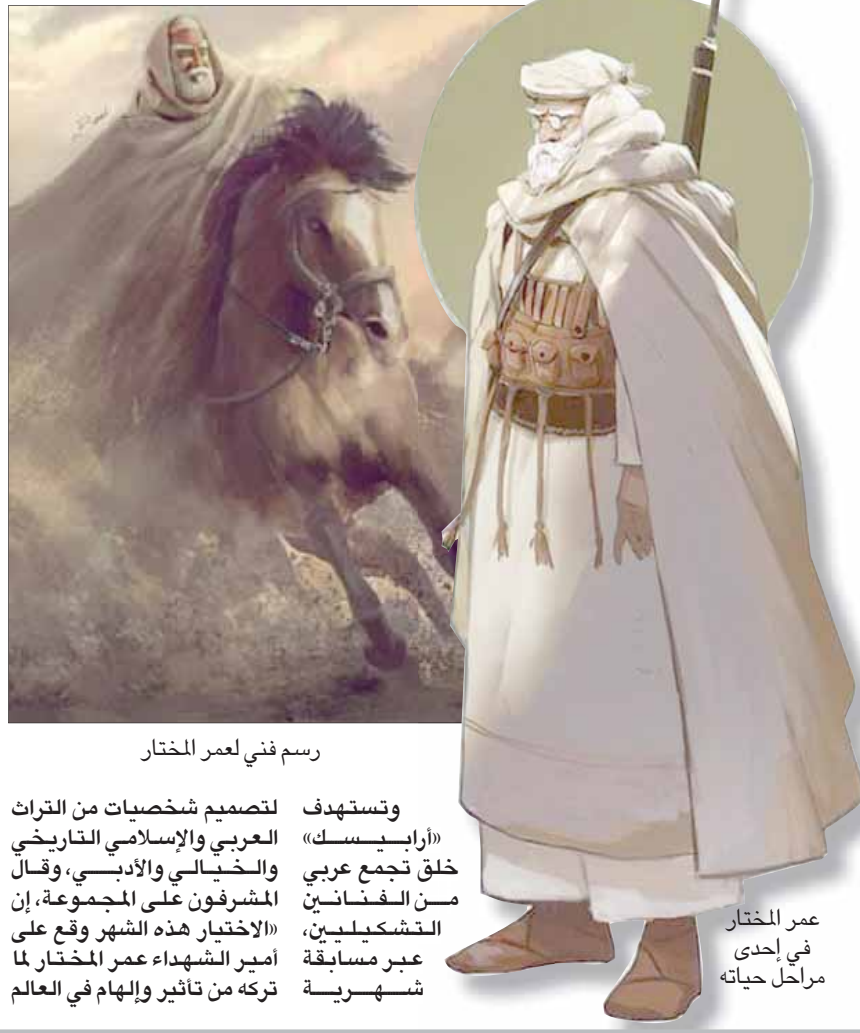 رسم فني لعمر المختار
وتستهدف
«أرابيسك»
خلق تجمع عربي
من الفنانين
التشكيليين،
عبر مسابقة
شهرية
لتصميم شخصيات من التراث
العربي والإسلامي التاريخي
والخيالي والأدبي، وقال
المشرفون على المجموعة، إن
«الاختيار هذه الشهر وقع على
أمير الشهداء عمر المختار لما
تركه من تأثير وإلهام في العالم
عمر المختار
في إحدى
مراحل حياته